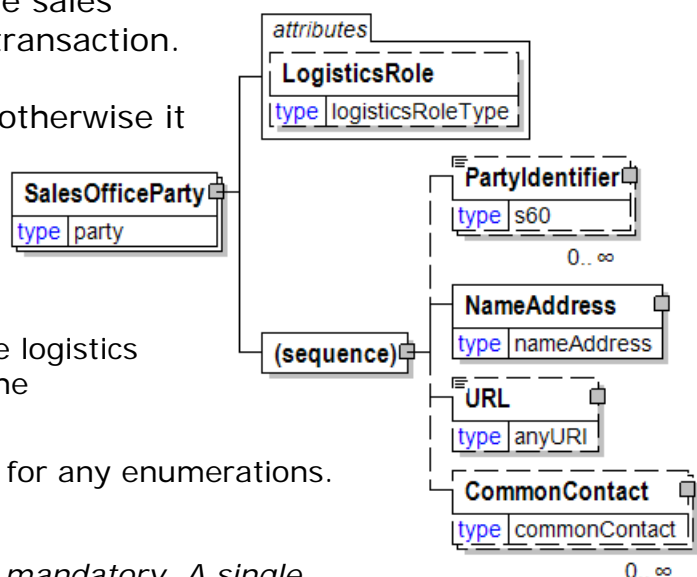 e sales
transaction.
otherwise it
e logistics
ne
for any enumerations.
mandatory. A single
attributes
LogisticsRole
type logisticsRoleType
SalesOfficeParty
type party
(sequence)
PartyIdentifier
type s60
0.. ∞
NameAddress
type nameAddress
URL
type anyURI
CommonContact
type commonContact
0.. ∞